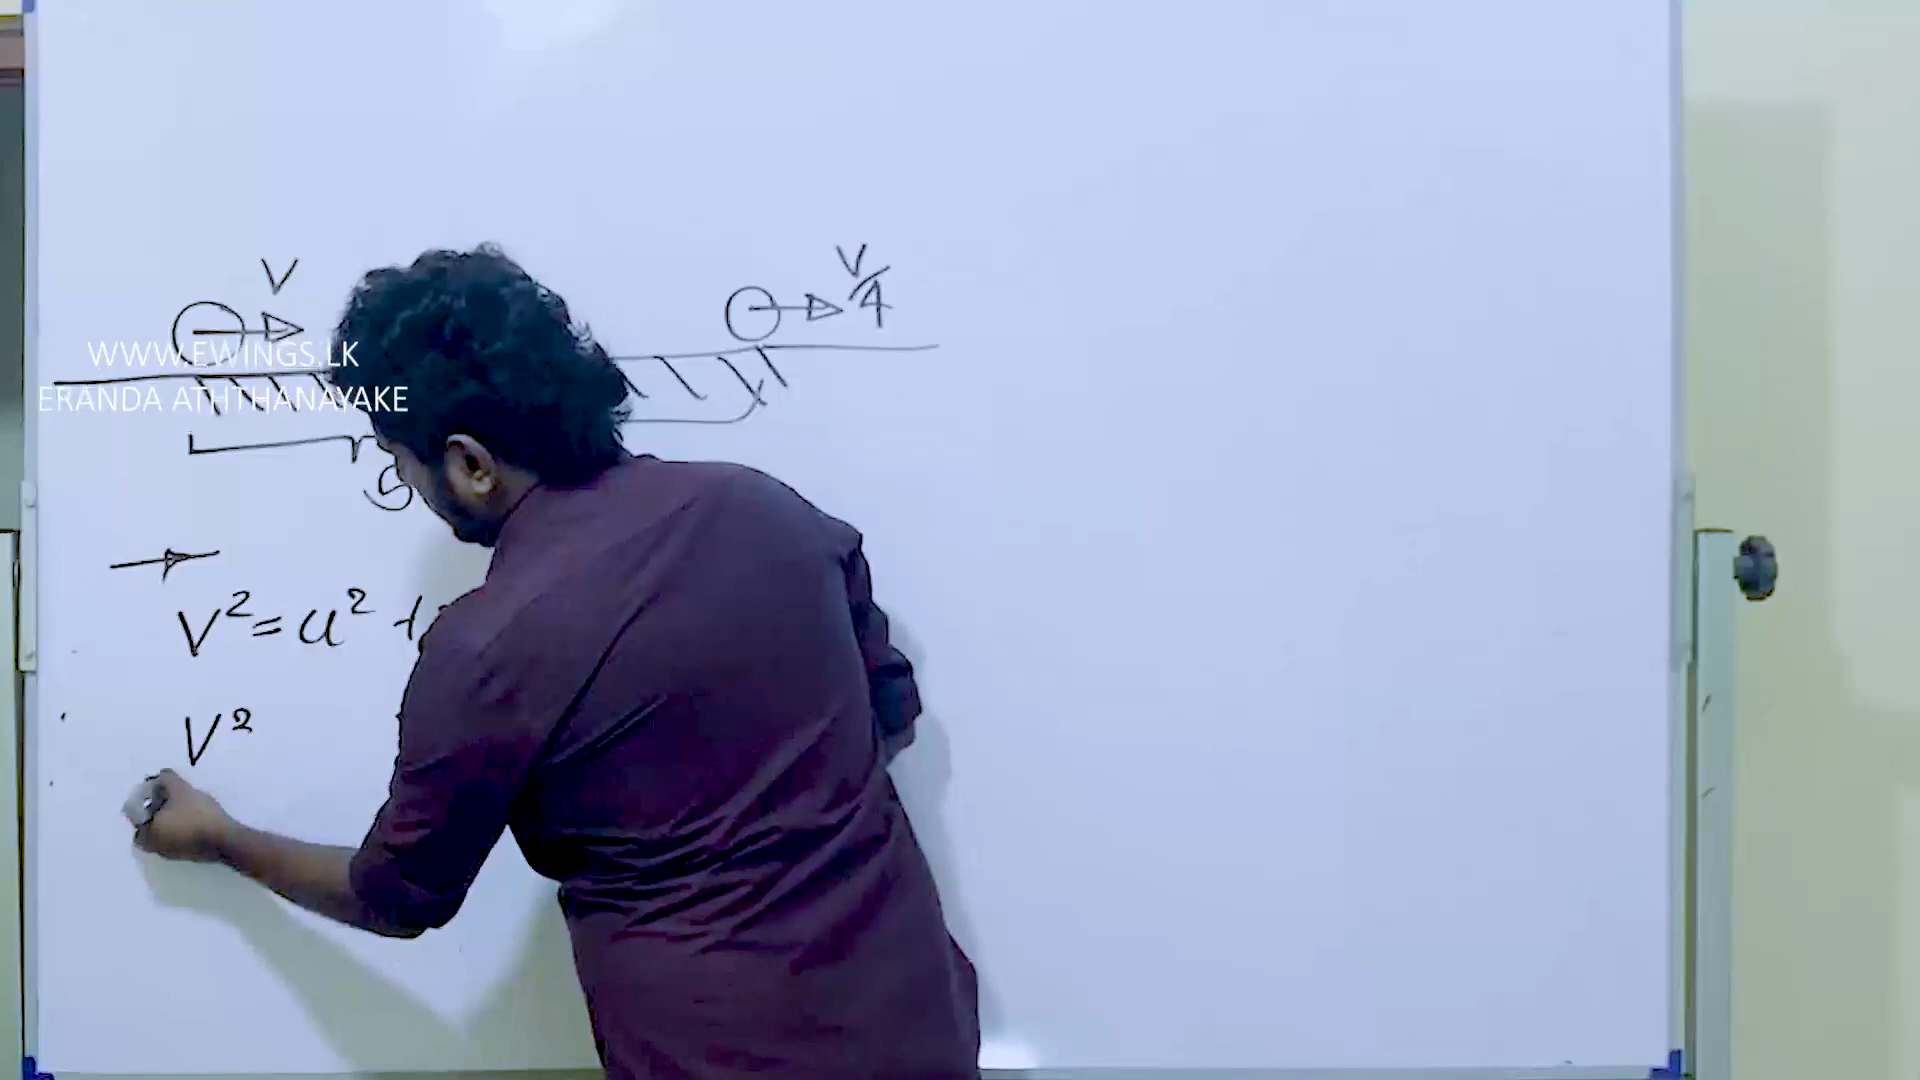 V
V/4
WWW.EWINGS.LK
ERANDA ATHTHANAYAKE
S
V² = u² +
V²